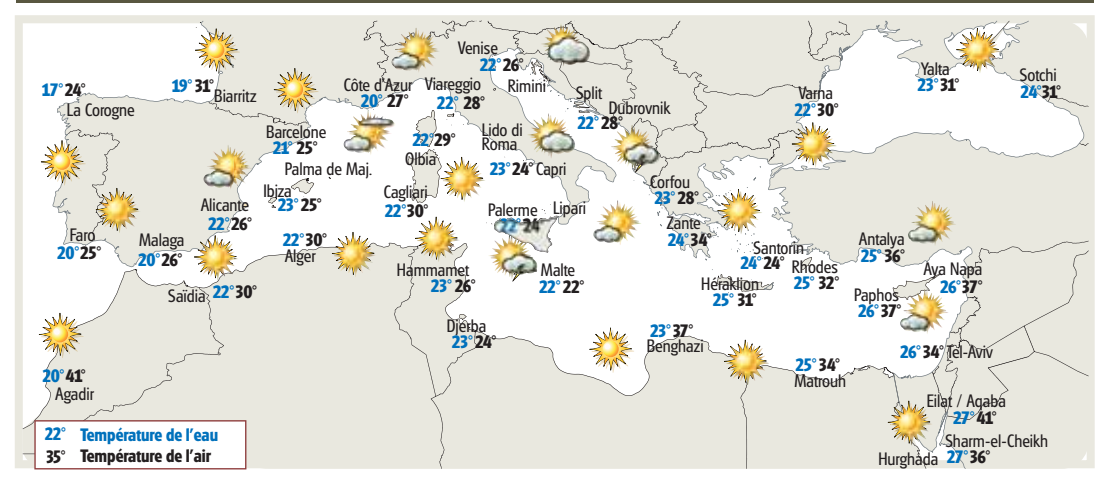 17° 24°
La Corogne
19° 31°
Biarritz
Côte d'Azur
20° 27°
Viareggio
22° 28°
Venise
22° 26°
Rimini
Split
22° 28°
Dubrovnik
Varna
22° 30°
Yalta
23° 31°
Sotchi
24° 31°
Barcelone
21° 25°
Palma de Maj.
22° 29°
Olbia
Lido di
Roma
23° 24° Capri
Ibiza
23° 25°
Cagliari
22° 30°
Corfou
23° 28°
Alicante
22° 26°
Palerme
22° 24°
Lipari
Zante
24° 34°
Faro
20° 25°
Malaga
20° 26°
22° 30°
Alger
Santorin
24° 24°
Antalya
25° 36°
Saïdia 22° 30°
Hammamet
23° 26°
Malte
22° 22°
Héraklion
25° 31°
Rhodes
25° 32°
Aya Napa
26° 37°
Paphos
26° 37°
Djerba
23° 24°
23° 37°
Benghazi
26° 34° Tel-Aviv
20° 41°
Agadir
25° 34°
Matrouh
Eilat / Aqaba
27° 41°
Sharm-el-Cheikh
Hurghada 27° 36°
22° Température de l'eau
35° Température de l'air